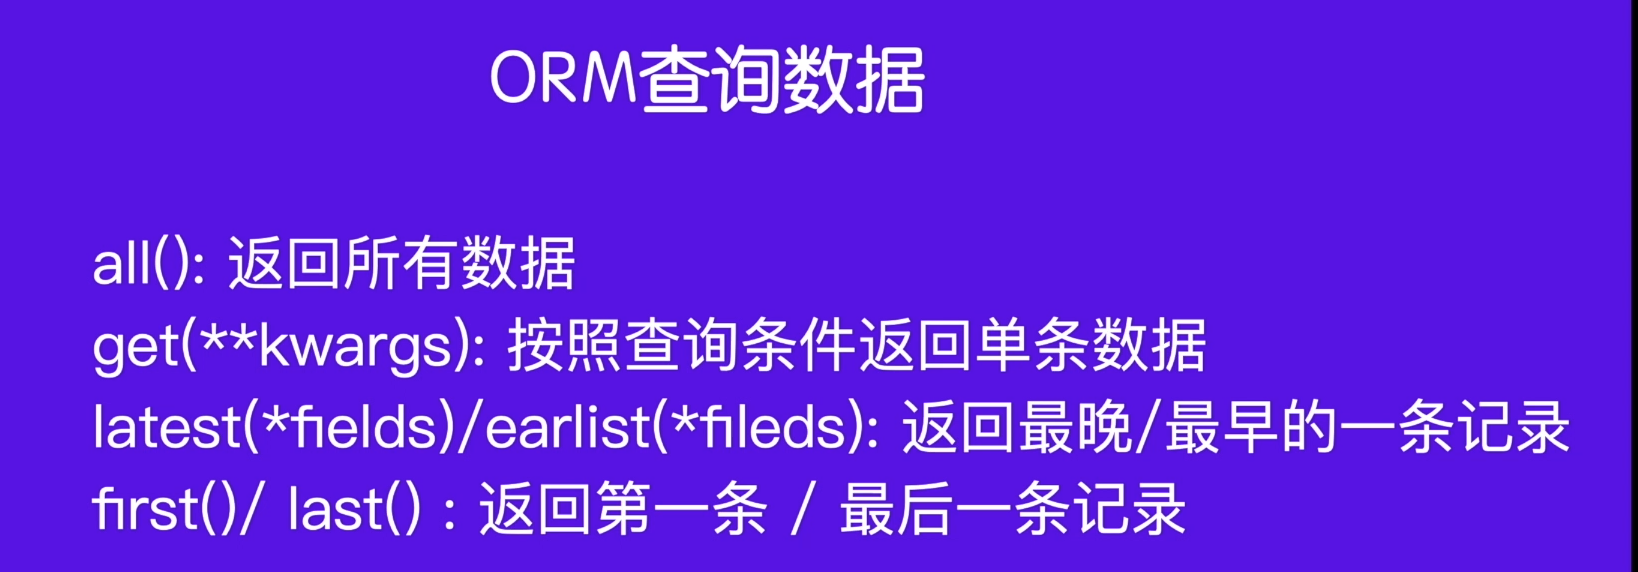 ORM查询数据
all(): 返回所有数据
get(**kwargs): 按照查询条件返回单条数据
latest(*fields)/earlist(*fileds): 返回最晚/最早的一条记录
first()/ last() : 返回第一条 / 最后一条记录